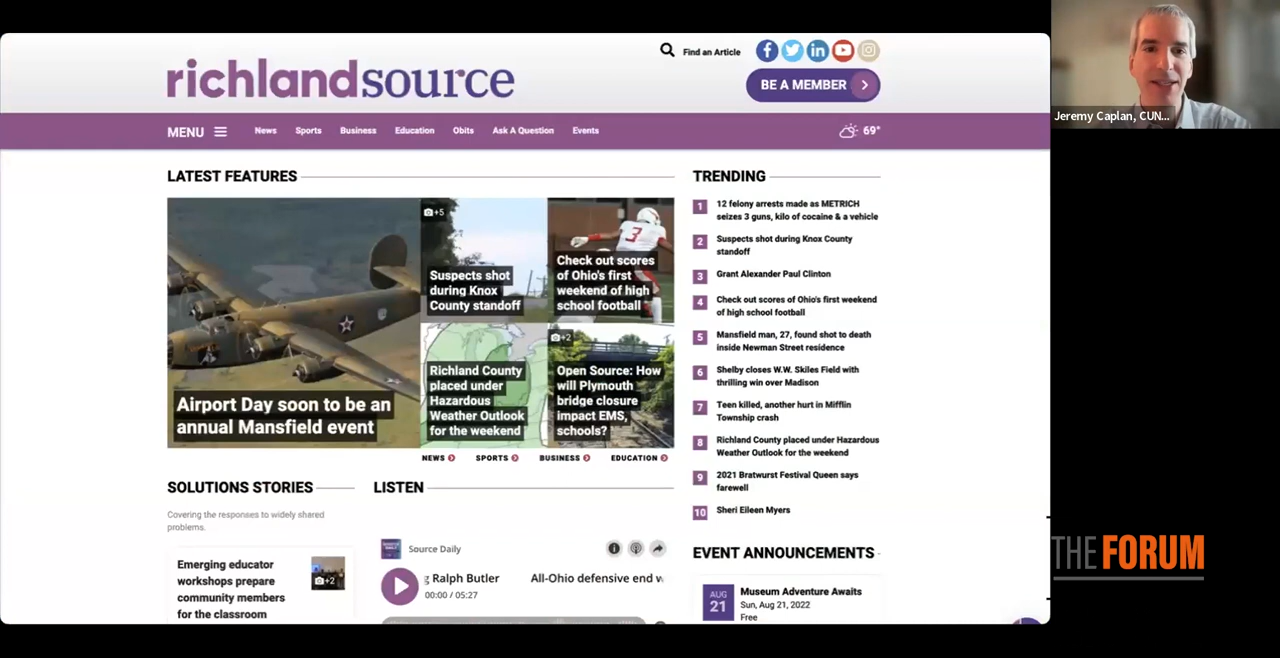 richlandsource
Find an Article
BE A MEMBER
MENU
News
Sports
Business
Education
Obits
Ask A Question
Events
69°
LATEST FEATURES
+5
Suspects shot
during Knox
County standoff
3
Check out scores
of Ohio's first
weekend of high
school football
Airport Day soon to be an
annual Mansfield event
Richland County
placed under
Hazardous
Weather Outlook
for the weekend
+2
Open Source: How
will Plymouth
bridge closure
impact EMS,
schools?
NEWS
SPORTS
BUSINESS
EDUCATION
TRENDING
1
12 felony arrests made as METRICH
seizes 3 guns, kilo of cocaine & a vehicle
2
Suspects shot during Knox County
standoff
3
Grant Alexander Paul Clinton
4
Check out scores of Ohio's first weekend
of high school football
5
Mansfield man, 27, found shot to death
inside Newman Street residence
6
Shelby closes W.W. Skiles Field with
thrilling win over Madison
7
Teen killed, another hurt in Mifflin
Township crash
8
Richland County placed under Hazardous
Weather Outlook for the weekend
9
2021 Bratwurst Festival Queen says
farewell
10
Sheri Eileen Myers
SOLUTIONS STORIES
Covering the responses to widely shared
problems.
Emerging educator
workshops prepare
community members
for the classroom
+2
LISTEN
Source Daily
g Ralph Butler
All-Ohio defensive end
00:00 / 05:27
EVENT ANNOUNCEMENTS
AUG
21
Museum Adventure Awaits
Sun, Aug 21, 2022
Free
Jeremy Caplan, CUN...
THE FORUM